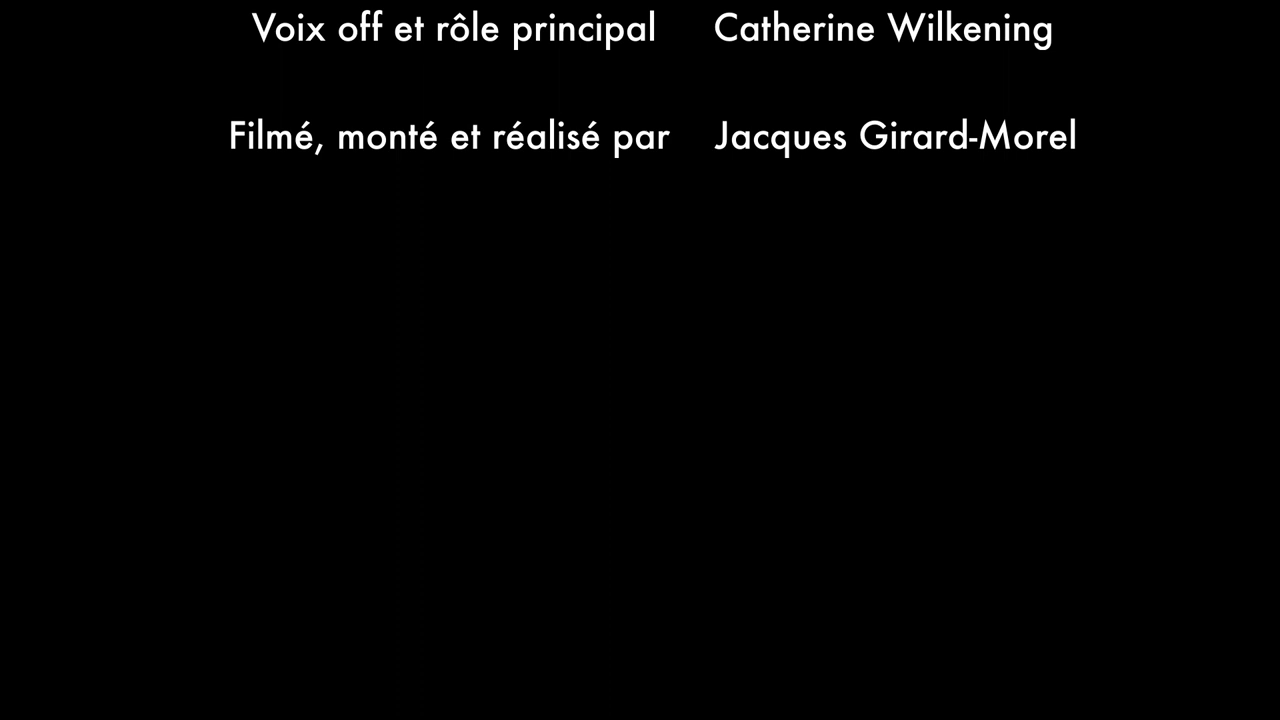 Voix off et rôle principal Catherine Wilkening
Filmé, monté et réalisé par Jacques Girard-Morel